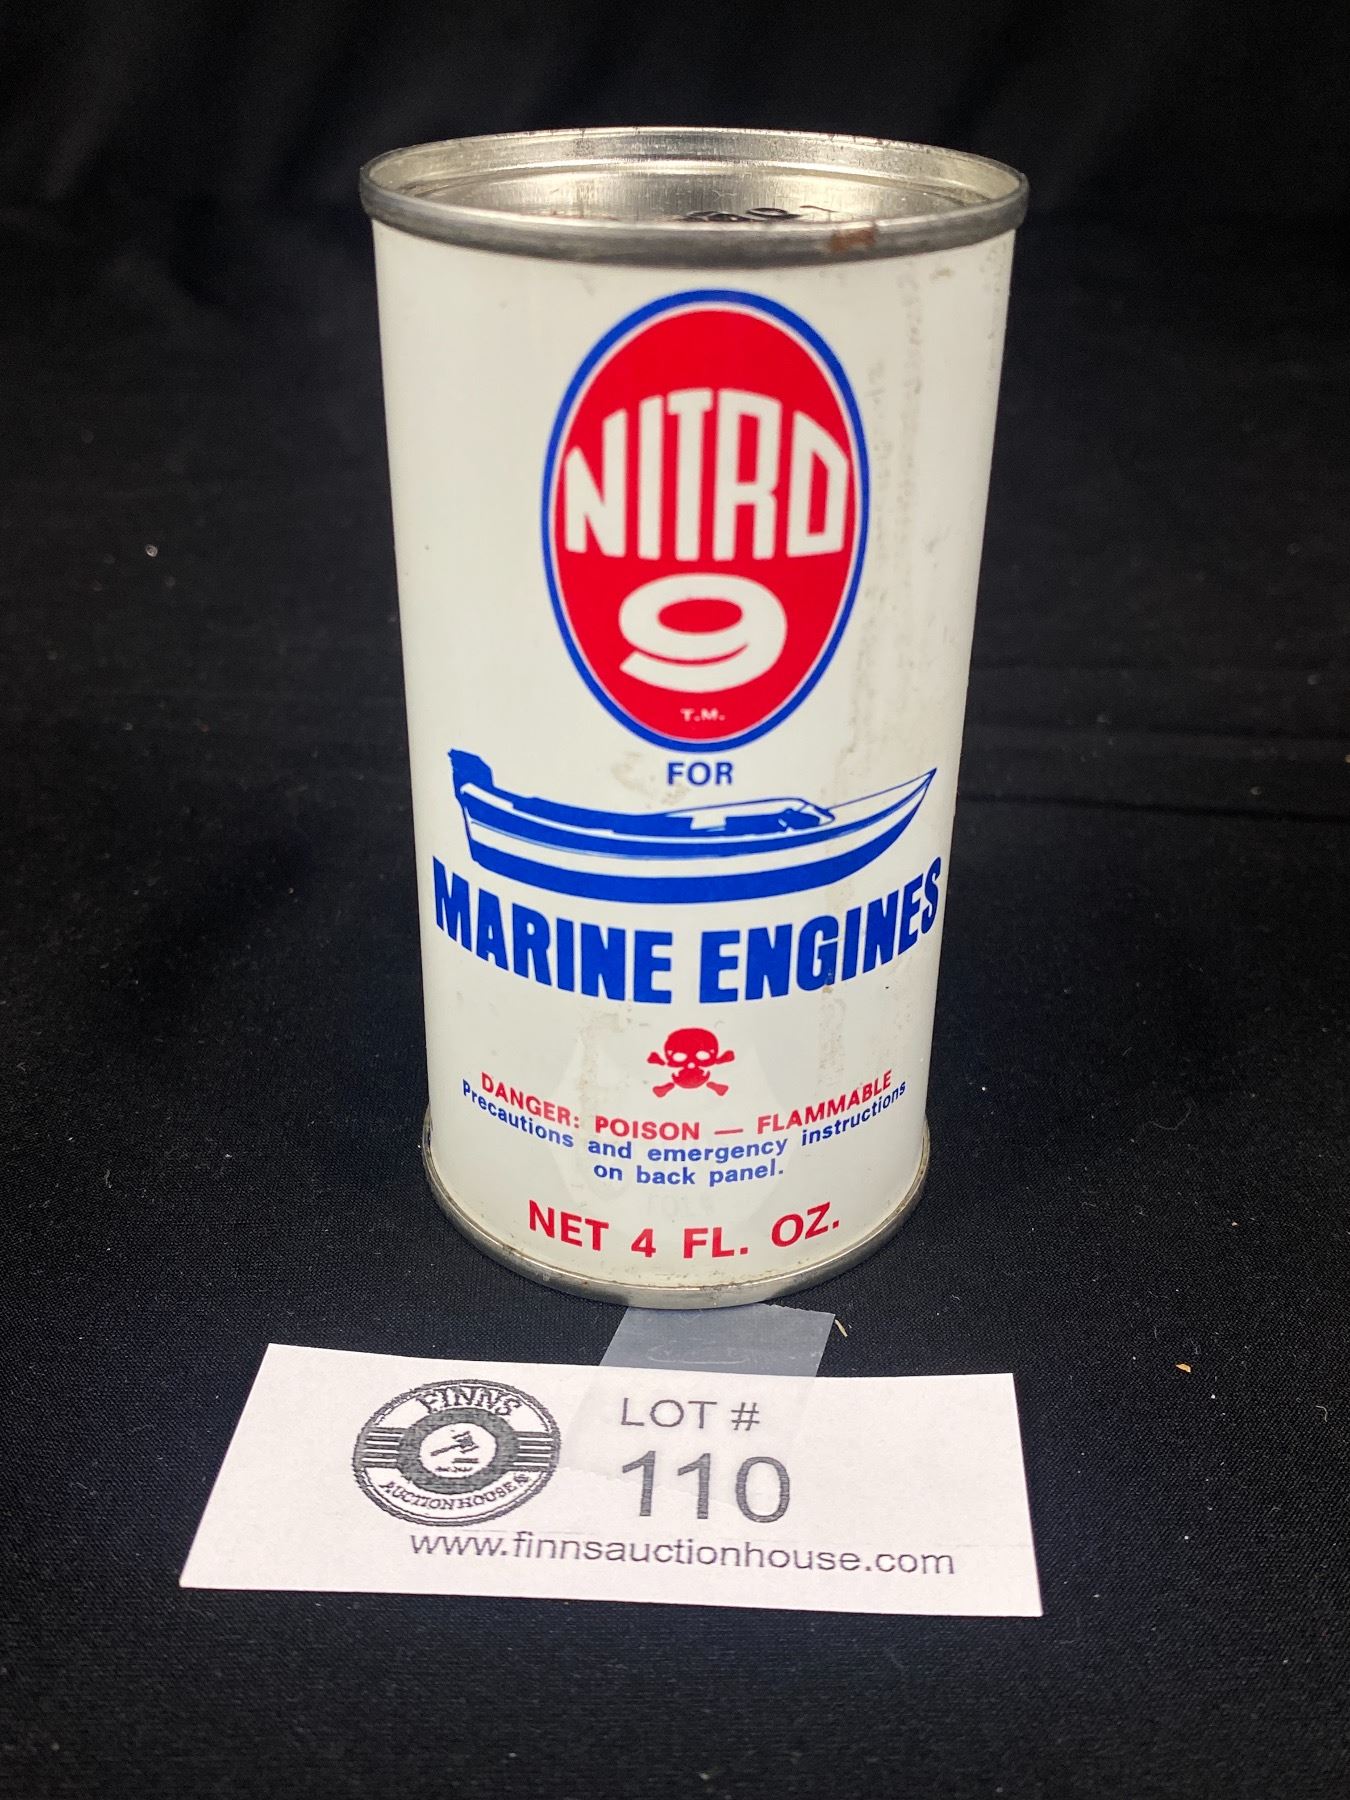 NITRO
9
T.M.
FOR
MARINE ENGINES
DANGER: POISON — FLAMMABLE
Precautions and emergency instructions
on back panel.
NET 4 FL. OZ.
FINNS
AUCTION HOUSE
LOT #
110
www.finnsauctionhouse.com